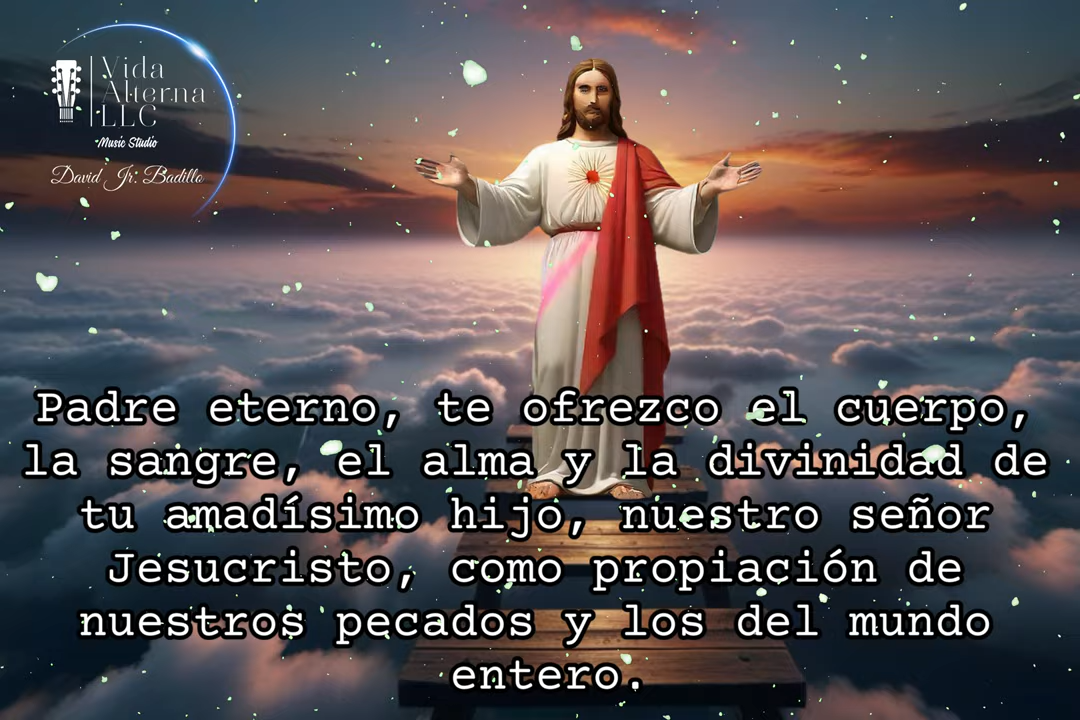 Vida
Alterna
LLC
Music Studio
David Jr: Badillo
Padre eterno, te ofrezco el cuerpo,
la sangre, el alma y la divinidad de
tu amadísimo hijo, nuestro señor
Jesucristo, como propiación de
nuestros pecados y los del mundo
entero.